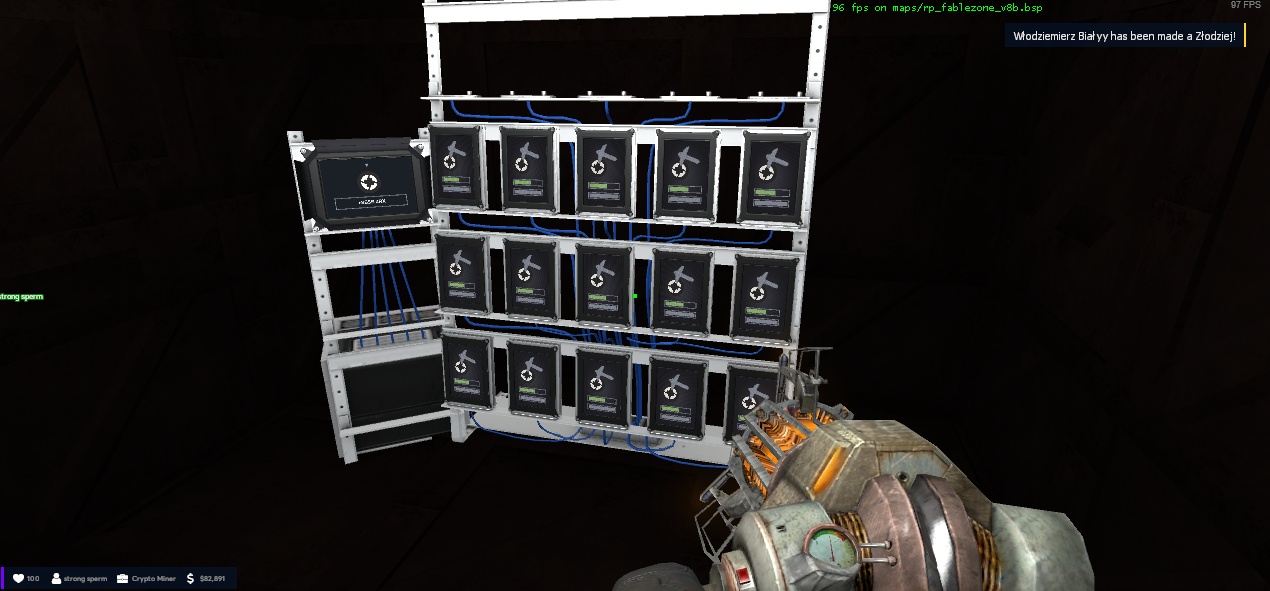 96 fps on maps/rp_fablezone_v8b.bsp
97 FPS
Włodziemierz Białyy has been made a Złodziej!
strong sperm
100
strong sperm
Crypto Miner
$82,891